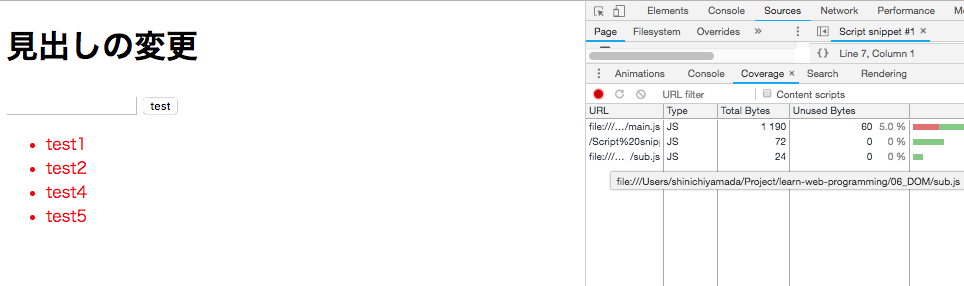 見出しの変更
test
test1
test2
test4
test5
Elements Console Sources Network Performance
Page Filesystem Overrides » Script snippet #1 ×
{} Line 7, Column 1
Animations Console Coverage × Search Rendering
URL filter Content scripts
URL Type Total Bytes Unused Bytes
file:///…/main.js JS 1 190 60 5.0 %
/Script%20snip JS 72 0 0 %
file:///… /sub.js JS 24 0 0 %
file:///Users/shinichiyamada/Project/learn-web-programming/06_DOM/sub.js